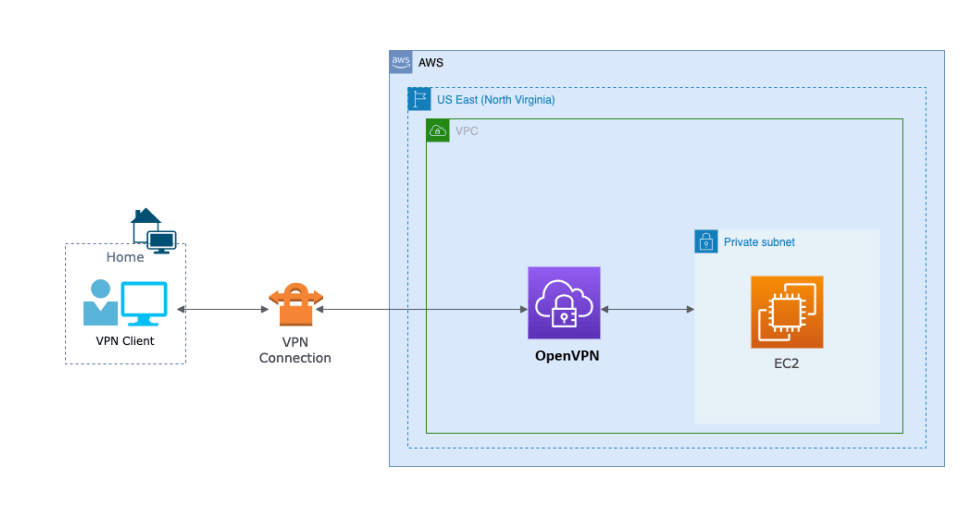 aws
AWS
US East (North Virginia)
VPC
Private subnet
Home
VPN Client
VPN
Connection
OpenVPN
EC2